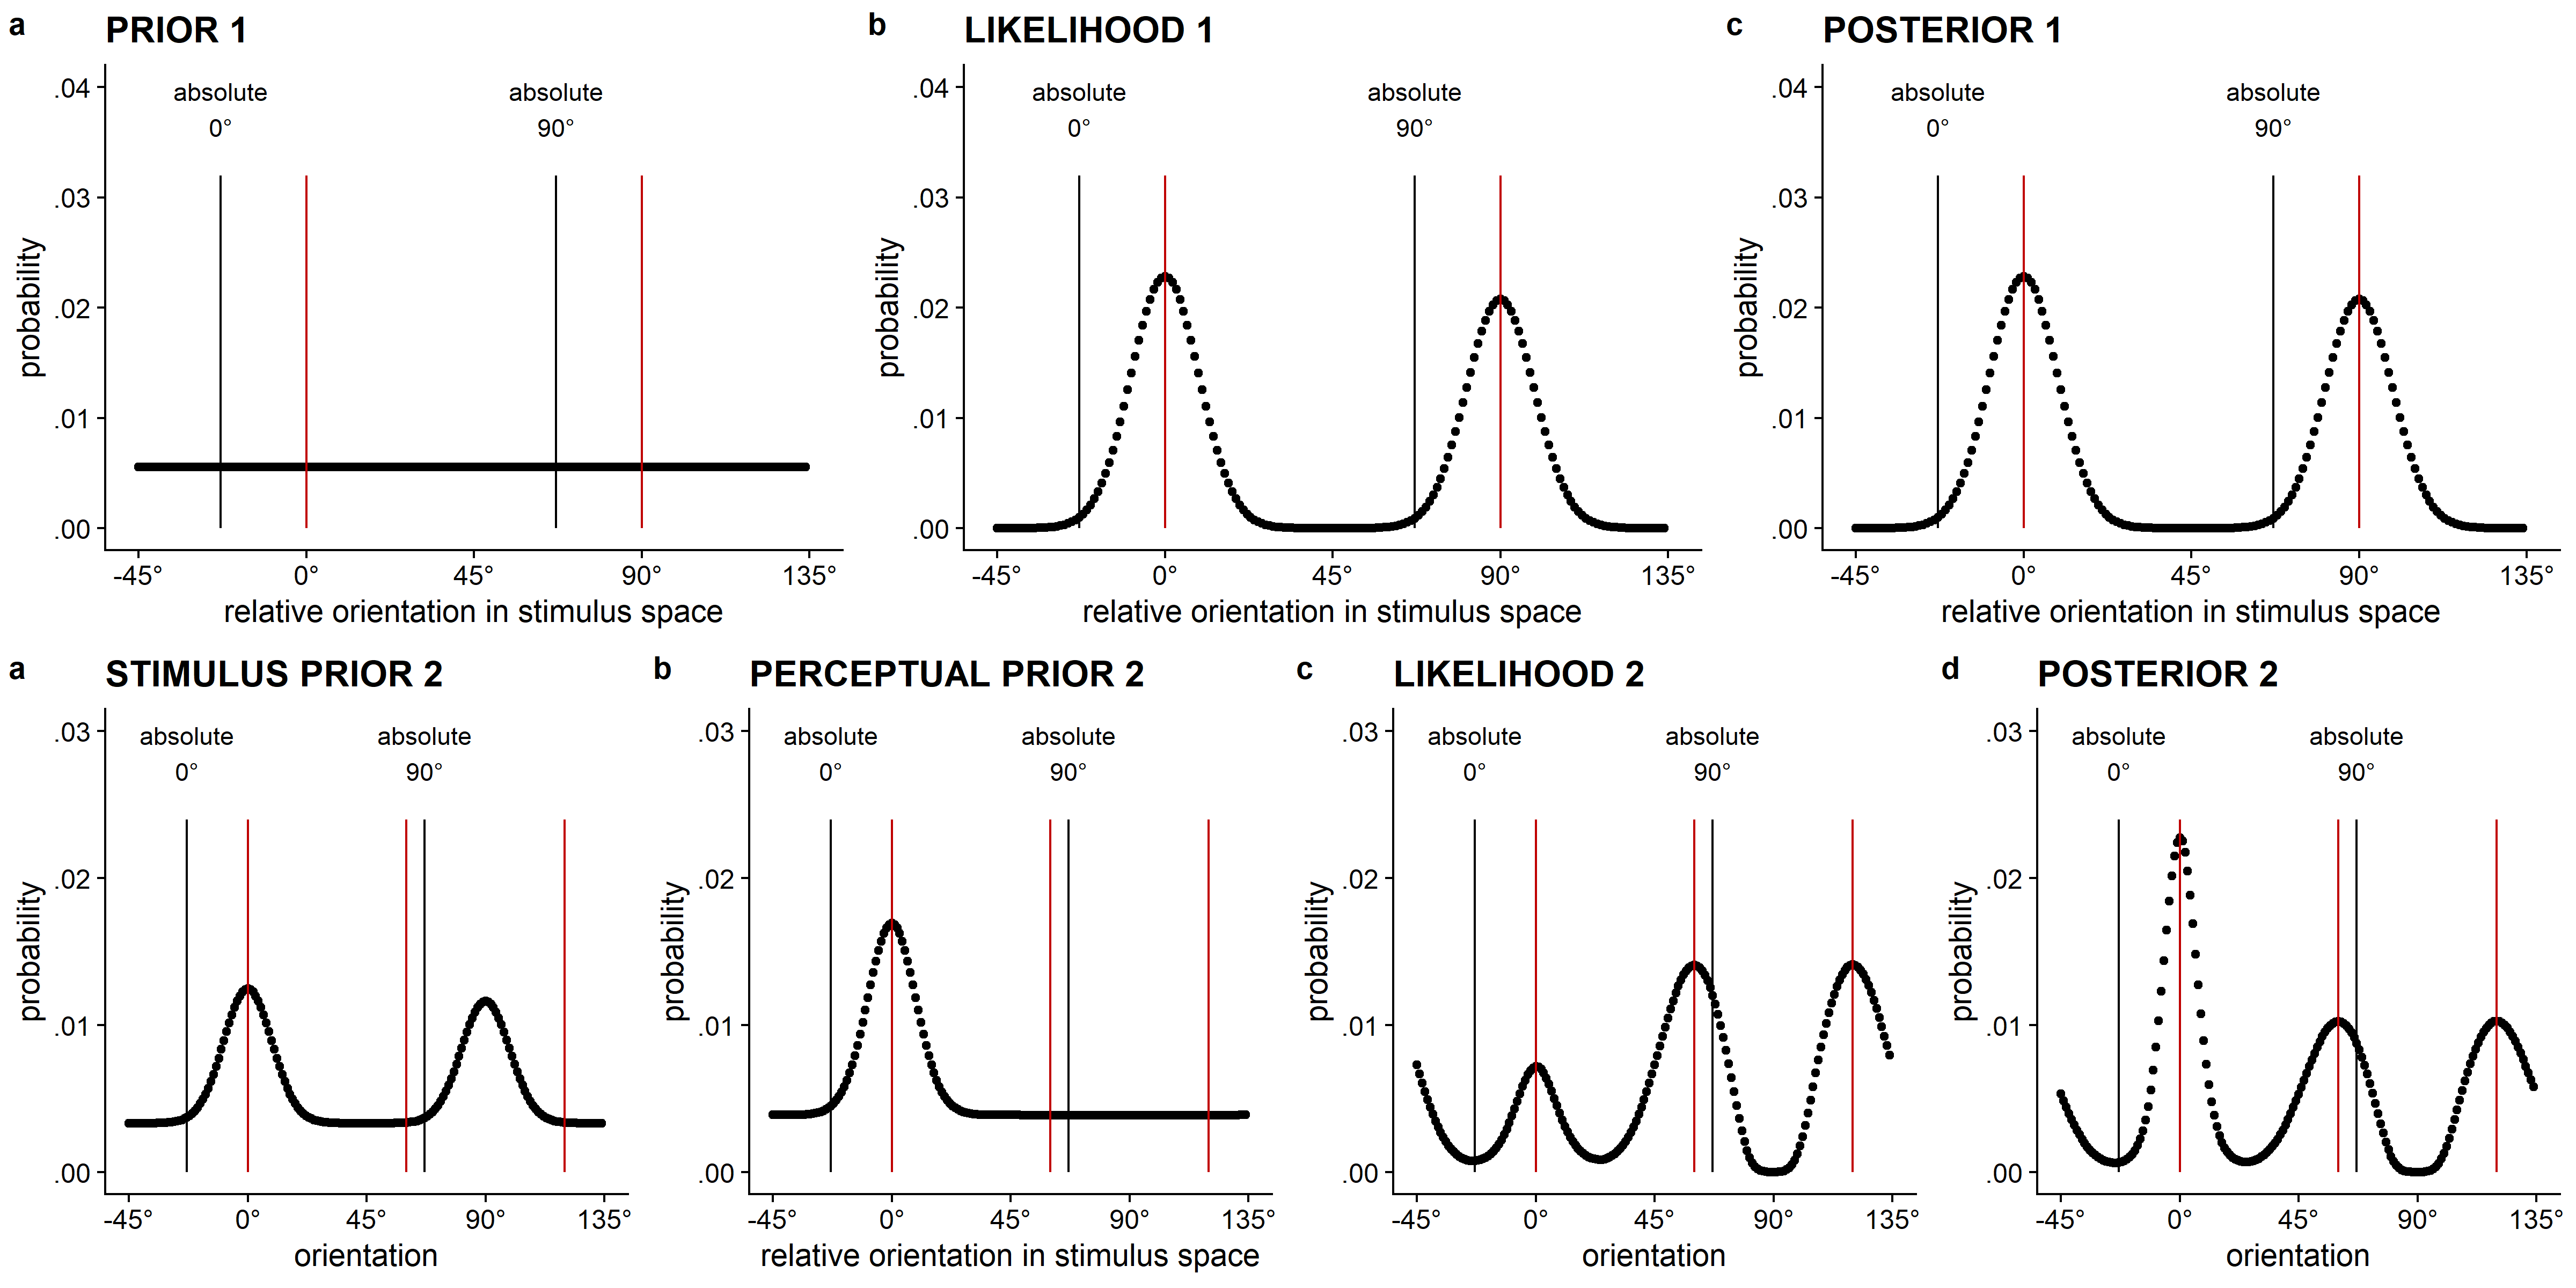 a PRIOR 1
.04
.03
.02
.01
.00
absolute
0°
absolute
90°
probability
-45° 0° 45° 90° 135°
relative orientation in stimulus space
b LIKELIHOOD 1
.04
.03
.02
.01
.00
absolute
0°
absolute
90°
probability
-45° 0° 45° 90° 135°
relative orientation in stimulus space
c POSTERIOR 1
.04
.03
.02
.01
.00
absolute
0°
absolute
90°
probability
-45° 0° 45° 90° 135°
relative orientation in stimulus space
a STIMULUS PRIOR 2
.03
.02
.01
.00
absolute
0°
absolute
90°
probability
-45° 0° 45° 90° 135°
orientation
b PERCEPTUAL PRIOR 2
.03
.02
.01
.00
absolute
0°
absolute
90°
probability
-45° 0° 45° 90° 135°
relative orientation in stimulus space
c LIKELIHOOD 2
.03
.02
.01
.00
absolute
0°
absolute
90°
probability
-45° 0° 45° 90° 135°
orientation
d POSTERIOR 2
.03
.02
.01
.00
absolute
0°
absolute
90°
probability
-45° 0° 45° 90° 135°
orientation